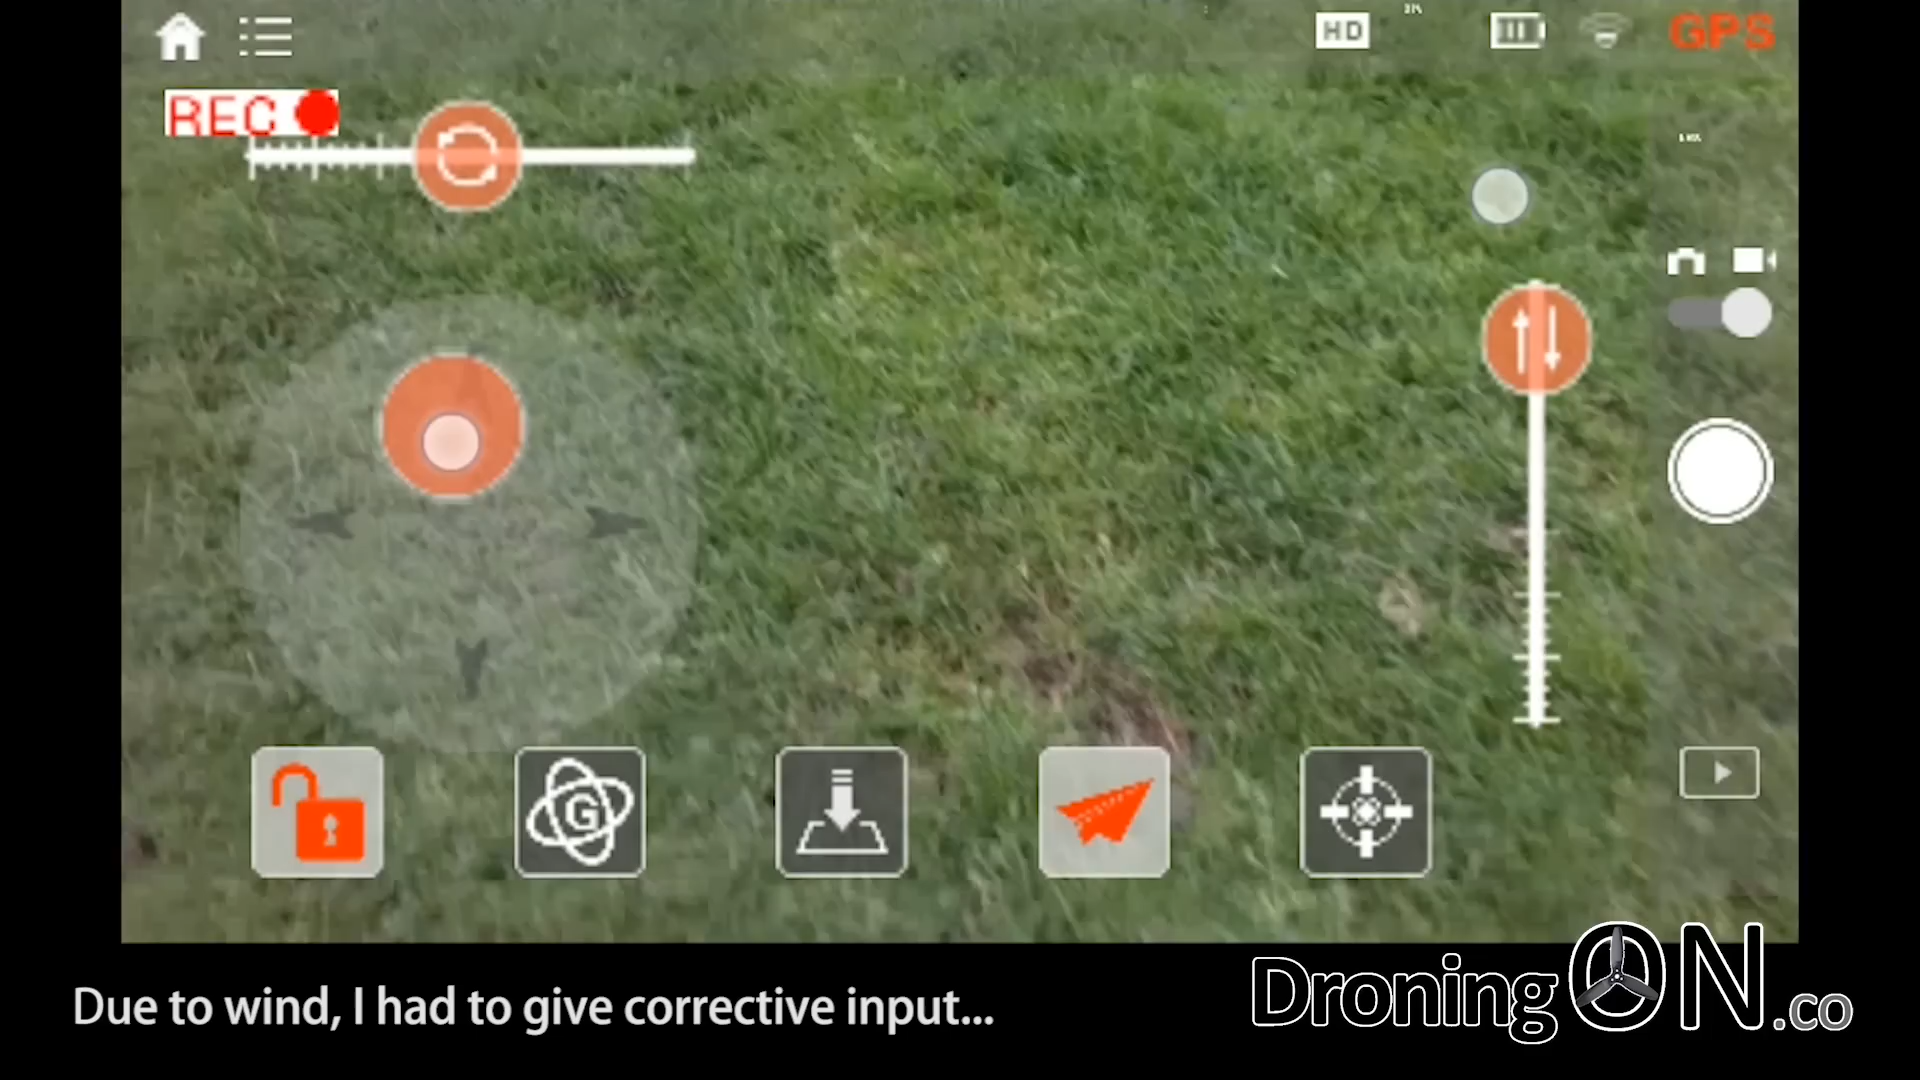 HD
GPS
REC
G
Due to wind, I had to give corrective input...
DroningON.co